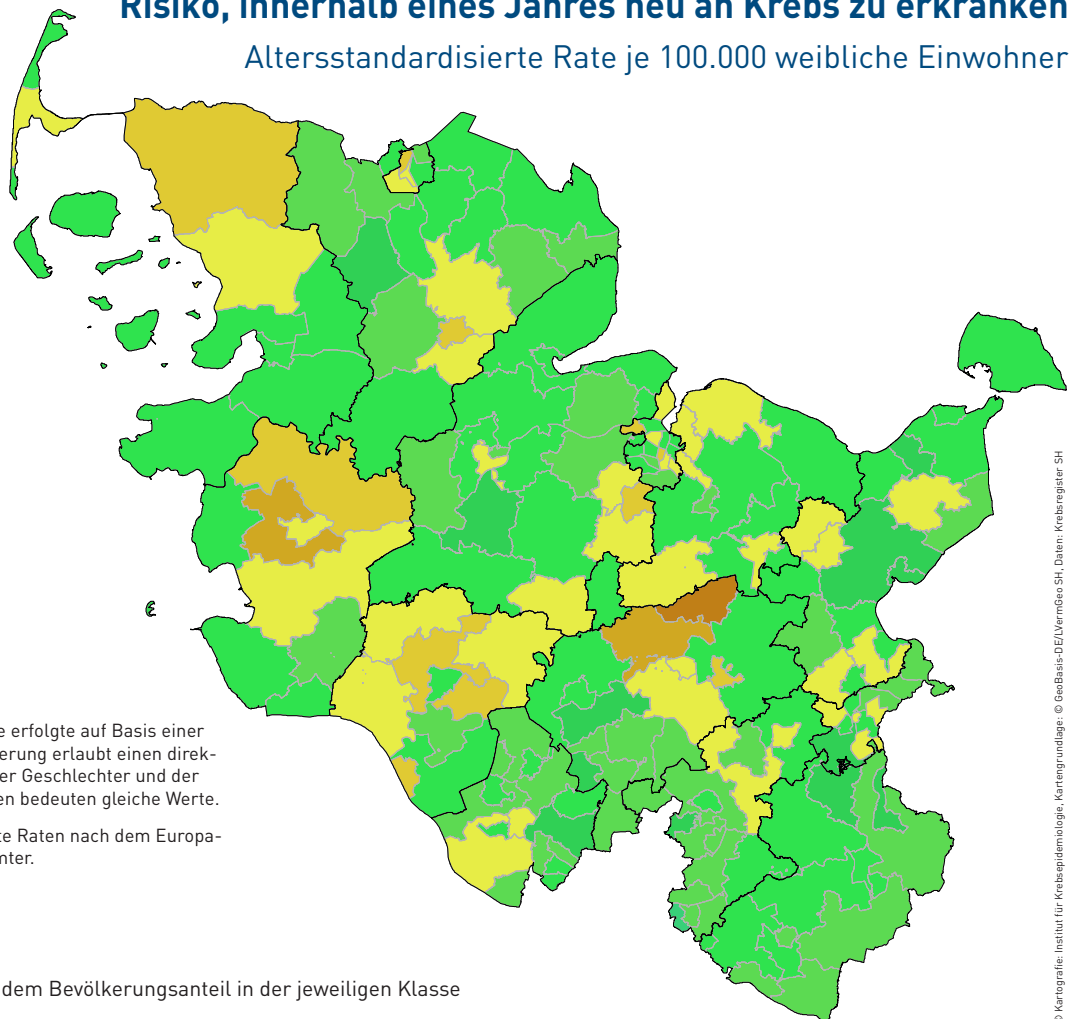 Risiko, innerhalb eines Jahres neu an Krebs zu erkranken
Altersstandardisierte Rate je 100.000 weibliche Einwohner
e erfolgte auf Basis einer
erung erlaubt einen direk-
er Geschlechter und der
en bedeuten gleiche Werte.
te Raten nach dem Europa-
mter.
dem Bevölkerungsanteil in der jeweiligen Klasse
© Kartografie: Institut für Krebsepidemiologie, Kartengrundlage: © GeoBasis-DE/LVermGeo SH, Daten: Krebsregister SH